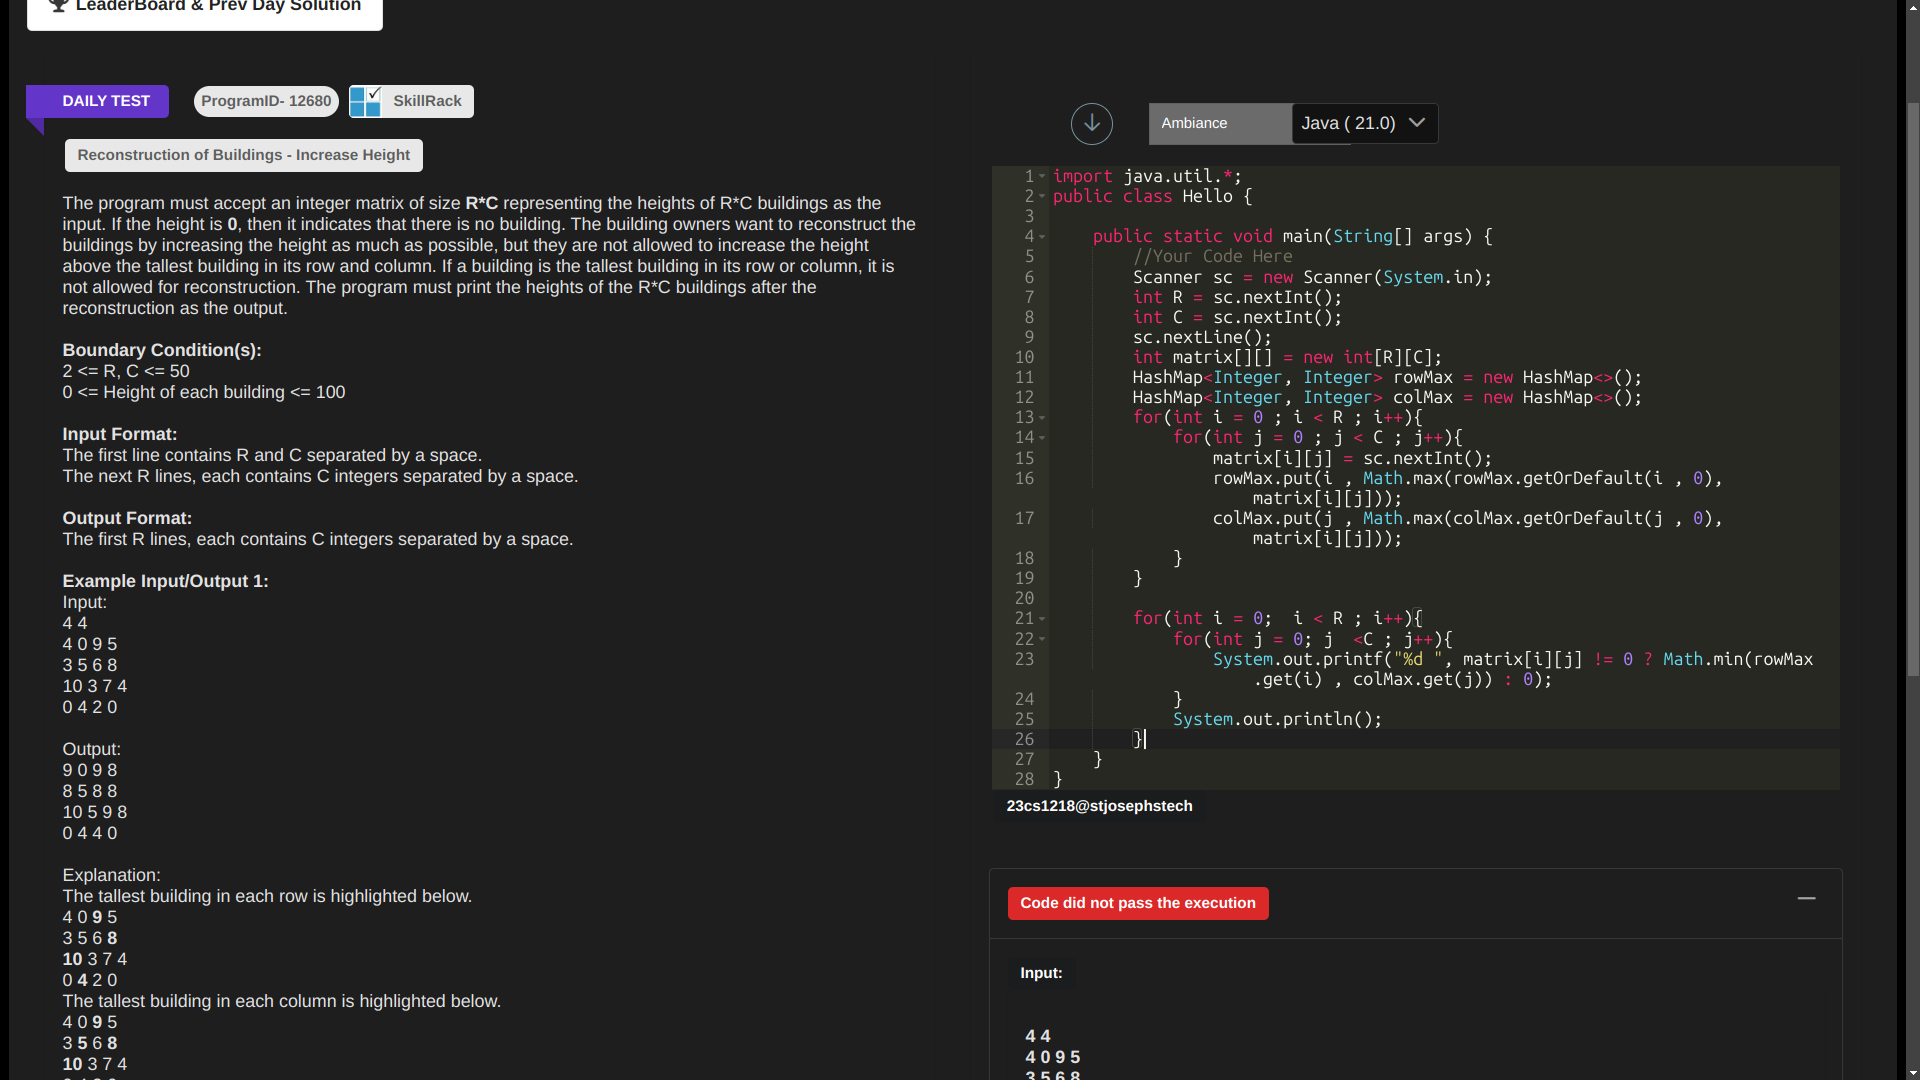 LeaderBoard & Prev Day Solution
DAILY TEST
ProgramID- 12680
SkillRack
Reconstruction of Buildings - Increase Height
The program must accept an integer matrix of size R*C representing the heights of R*C buildings as the
input. If the height is 0, then it indicates that there is no building. The building owners want to reconstruct the
buildings by increasing the height as much as possible, but they are not allowed to increase the height
above the tallest building in its row and column. If a building is the tallest building in its row or column, it is
not allowed for reconstruction. The program must print the heights of the R*C buildings after the
reconstruction as the output.
Boundary Condition(s):
2 <= R, C <= 50
0 <= Height of each building <= 100
Input Format:
The first line contains R and C separated by a space.
The next R lines, each contains C integers separated by a space.
Output Format:
The first R lines, each contains C integers separated by a space.
Example Input/Output 1:
Input:
4 4
4 0 9 5
3 5 6 8
10 3 7 4
0 4 2 0
Output:
9 0 9 8
8 5 8 8
10 5 9 8
0 4 4 0
Explanation:
The tallest building in each row is highlighted below.
4 0 9 5
3 5 6 8
10 3 7 4
0 4 2 0
The tallest building in each column is highlighted below.
4 0 9 5
3 5 6 8
10 3 7 4
Ambiance
Java ( 21.0)
1 import java.util.*;
2 public class Hello {
3
4 public static void main(String[] args) {
5 //Your Code Here
6 Scanner sc = new Scanner(System.in);
7 int R = sc.nextInt();
8 int C = sc.nextInt();
9 sc.nextLine();
10 int matrix[][] = new int[R][C];
11 HashMap<Integer, Integer> rowMax = new HashMap<>();
12 HashMap<Integer, Integer> colMax = new HashMap<>();
13 for(int i = 0 ; i < R ; i++){
14 for(int j = 0 ; j < C ; j++){
15 matrix[i][j] = sc.nextInt();
16 rowMax.put(i , Math.max(rowMax.getOrDefault(i , 0),
matrix[i][j]));
17 colMax.put(j , Math.max(colMax.getOrDefault(j , 0),
matrix[i][j]));
18 }
19 }
20
21 for(int i = 0;  i < R ; i++){
22 for(int j = 0; j  <C ; j++){
23 System.out.printf("%d ", matrix[i][j] != 0 ? Math.min(rowMax
.get(i) , colMax.get(j)) : 0);
24 }
25 System.out.println();
26 }
27 }
28 }
23cs1218@stjosephstech
Code did not pass the execution
Input:
4 4
4 0 9 5
3 5 6 8